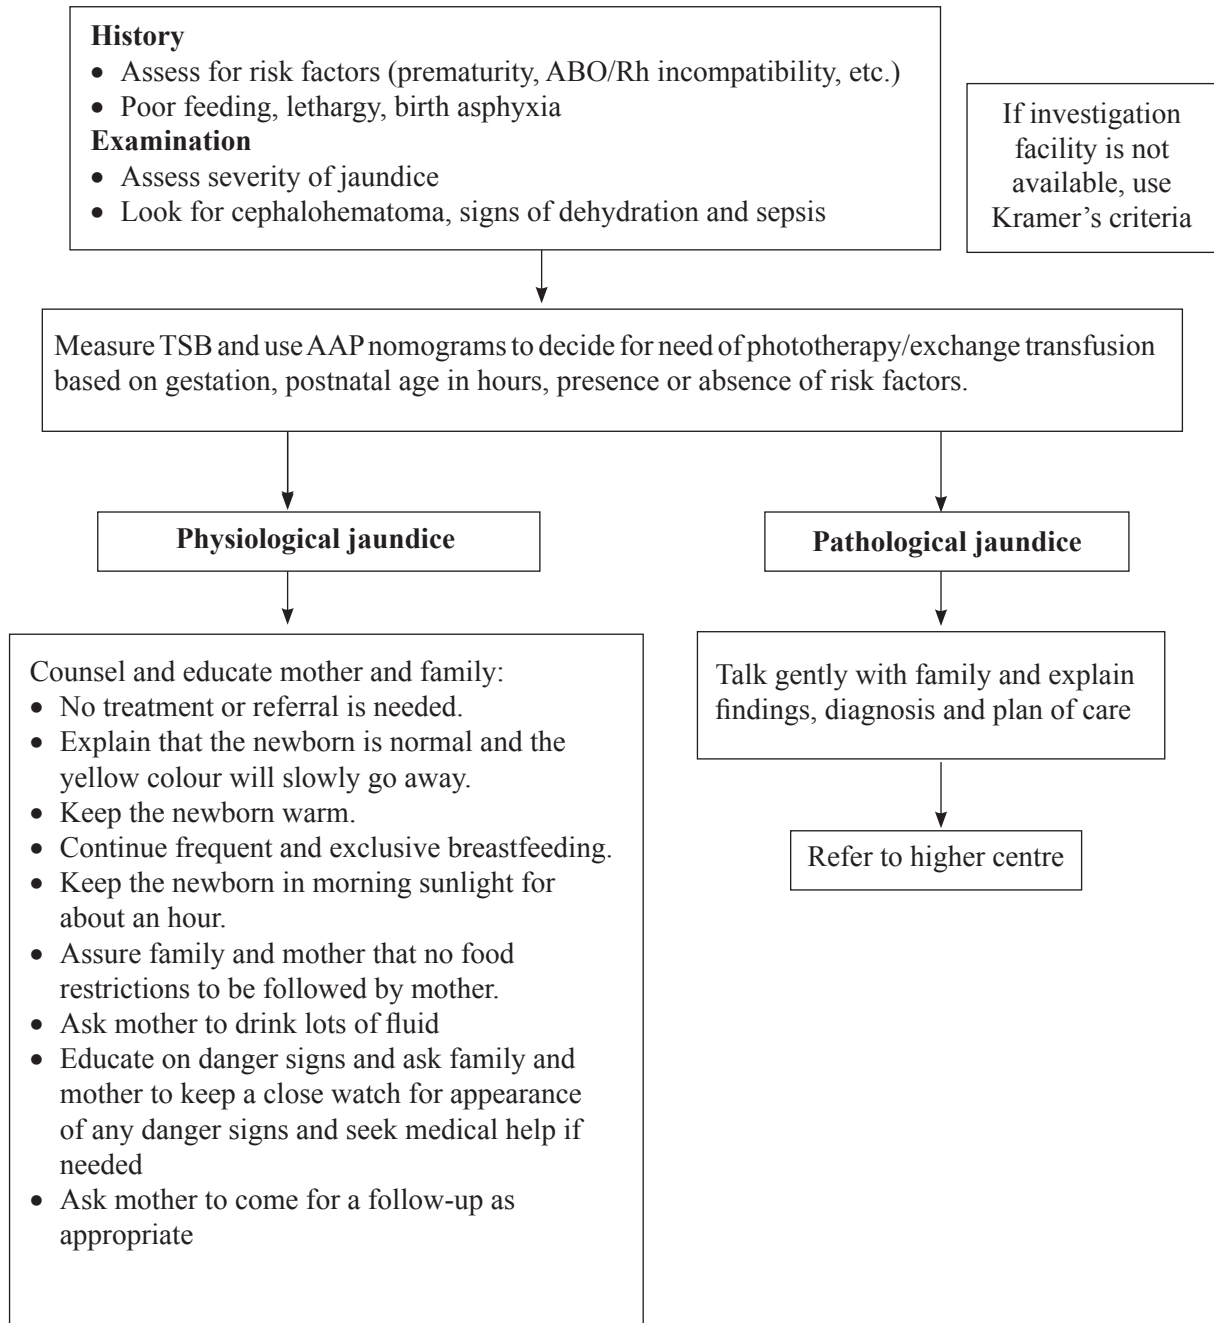 History
• Assess for risk factors (prematurity, ABO/Rh incompatibility, etc.)
• Poor feeding, lethargy, birth asphyxia
Examination
• Assess severity of jaundice
• Look for cephalohematoma, signs of dehydration and sepsis
If investigation
facility is not
available, use
Kramer’s criteria
Measure TSB and use AAP nomograms to decide for need of phototherapy/exchange transfusion
based on gestation, postnatal age in hours, presence or absence of risk factors.
Physiological jaundice
Pathological jaundice
Counsel and educate mother and family:
• No treatment or referral is needed.
• Explain that the newborn is normal and the
yellow colour will slowly go away.
• Keep the newborn warm.
• Continue frequent and exclusive breastfeeding.
• Keep the newborn in morning sunlight for
about an hour.
• Assure family and mother that no food
restrictions to be followed by mother.
• Ask mother to drink lots of fluid
• Educate on danger signs and ask family and
mother to keep a close watch for appearance
of any danger signs and seek medical help if
needed
• Ask mother to come for a follow-up as
appropriate
Talk gently with family and explain
findings, diagnosis and plan of care
Refer to higher centre